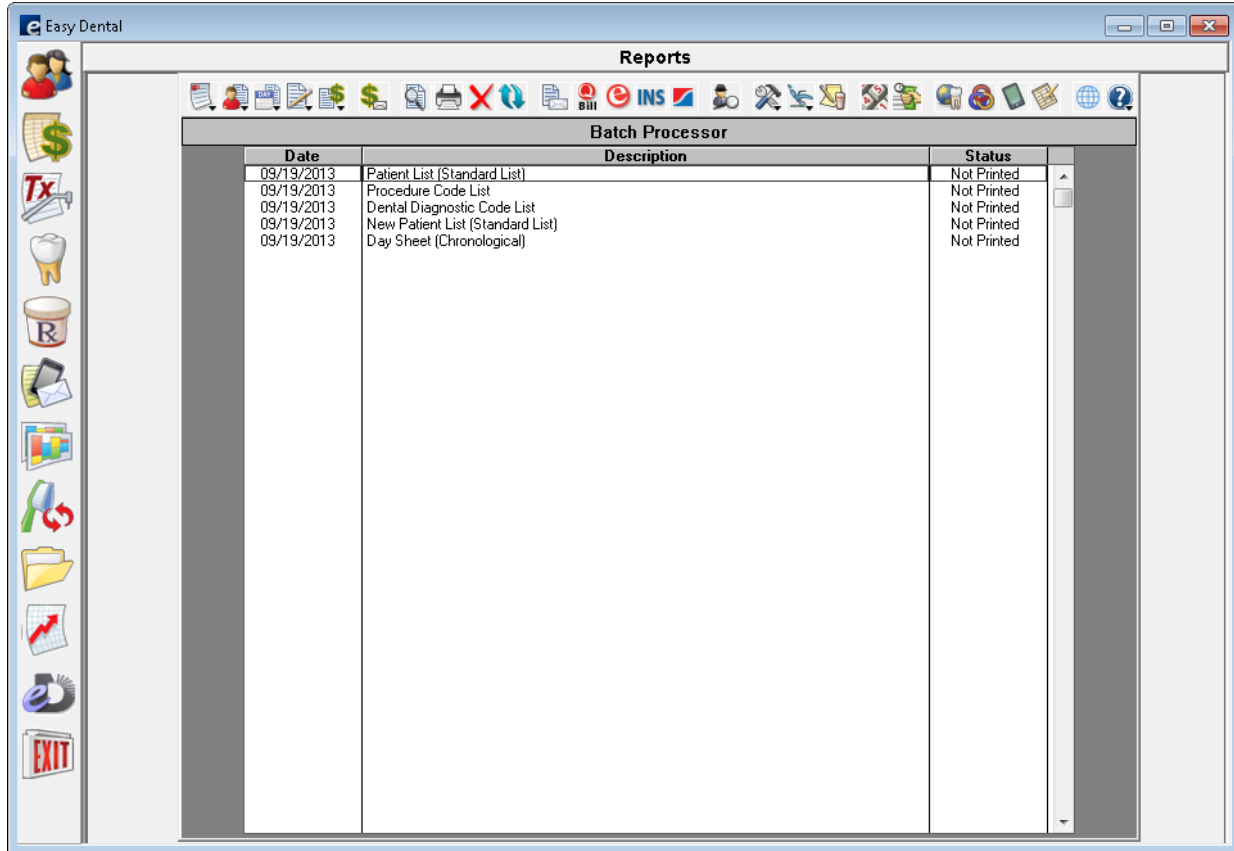 Easy Dental
Reports
Bill INS
Batch Processor
Date Description Status
09/19/2013 Patient List (Standard List) Not Printed
09/19/2013 Procedure Code List Not Printed
09/19/2013 Dental Diagnostic Code List Not Printed
09/19/2013 New Patient List (Standard List) Not Printed
09/19/2013 Day Sheet (Chronological) Not Printed
Tx
Rx
eD
EXIT